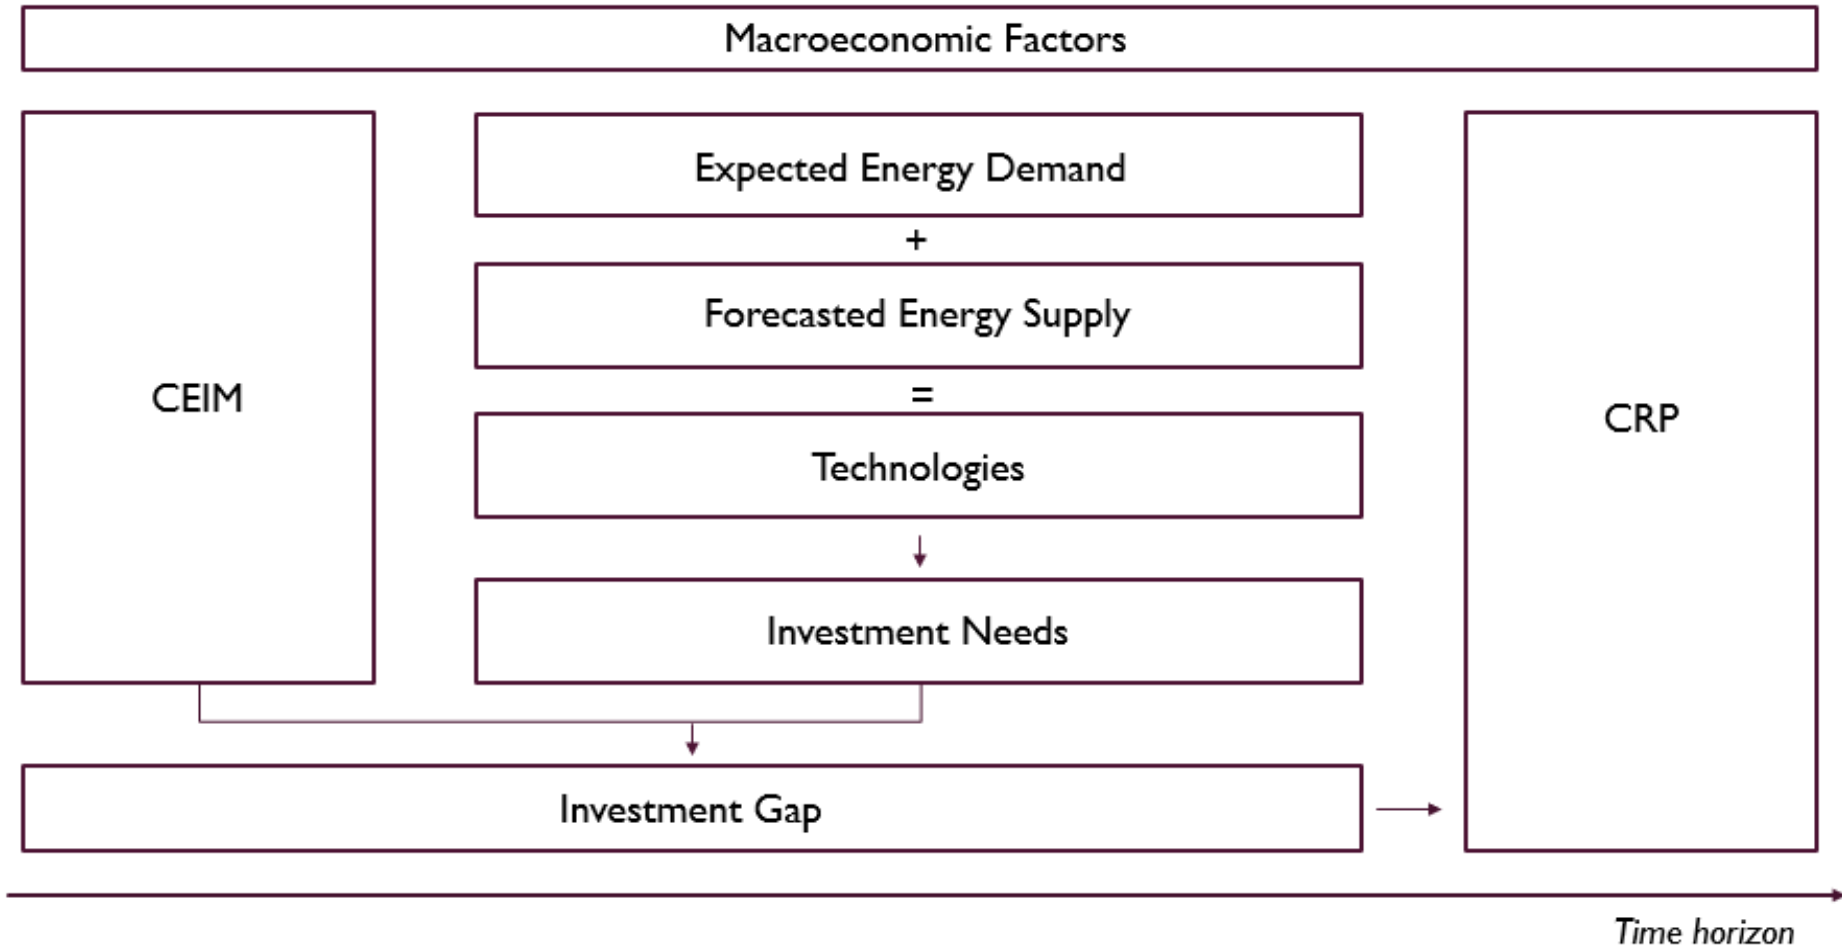 Macroeconomic Factors
Expected Energy Demand
+
Forecasted Energy Supply
=
CEIM
CRP
Technologies
Investment Needs
Investment Gap
Time horizon